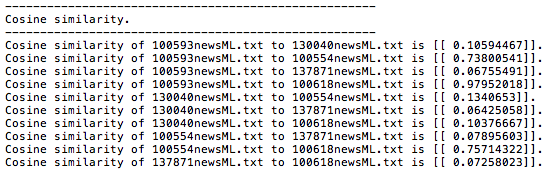 -----------------------------------------------------
Cosine similarity.
-----------------------------------------------------
Cosine similarity of 100593newsML.txt to 130040newsML.txt is [[ 0.10594467]].
Cosine similarity of 100593newsML.txt to 100554newsML.txt is [[ 0.73800541]].
Cosine similarity of 100593newsML.txt to 137871newsML.txt is [[ 0.06755491]].
Cosine similarity of 100593newsML.txt to 100618newsML.txt is [[ 0.97952018]].
Cosine similarity of 130040newsML.txt to 100554newsML.txt is [[ 0.1340653]].
Cosine similarity of 130040newsML.txt to 137871newsML.txt is [[ 0.06425058]].
Cosine similarity of 130040newsML.txt to 100618newsML.txt is [[ 0.10376667]].
Cosine similarity of 100554newsML.txt to 137871newsML.txt is [[ 0.07895603]].
Cosine similarity of 100554newsML.txt to 100618newsML.txt is [[ 0.75714322]].
Cosine similarity of 137871newsML.txt to 100618newsML.txt is [[ 0.07258023]].